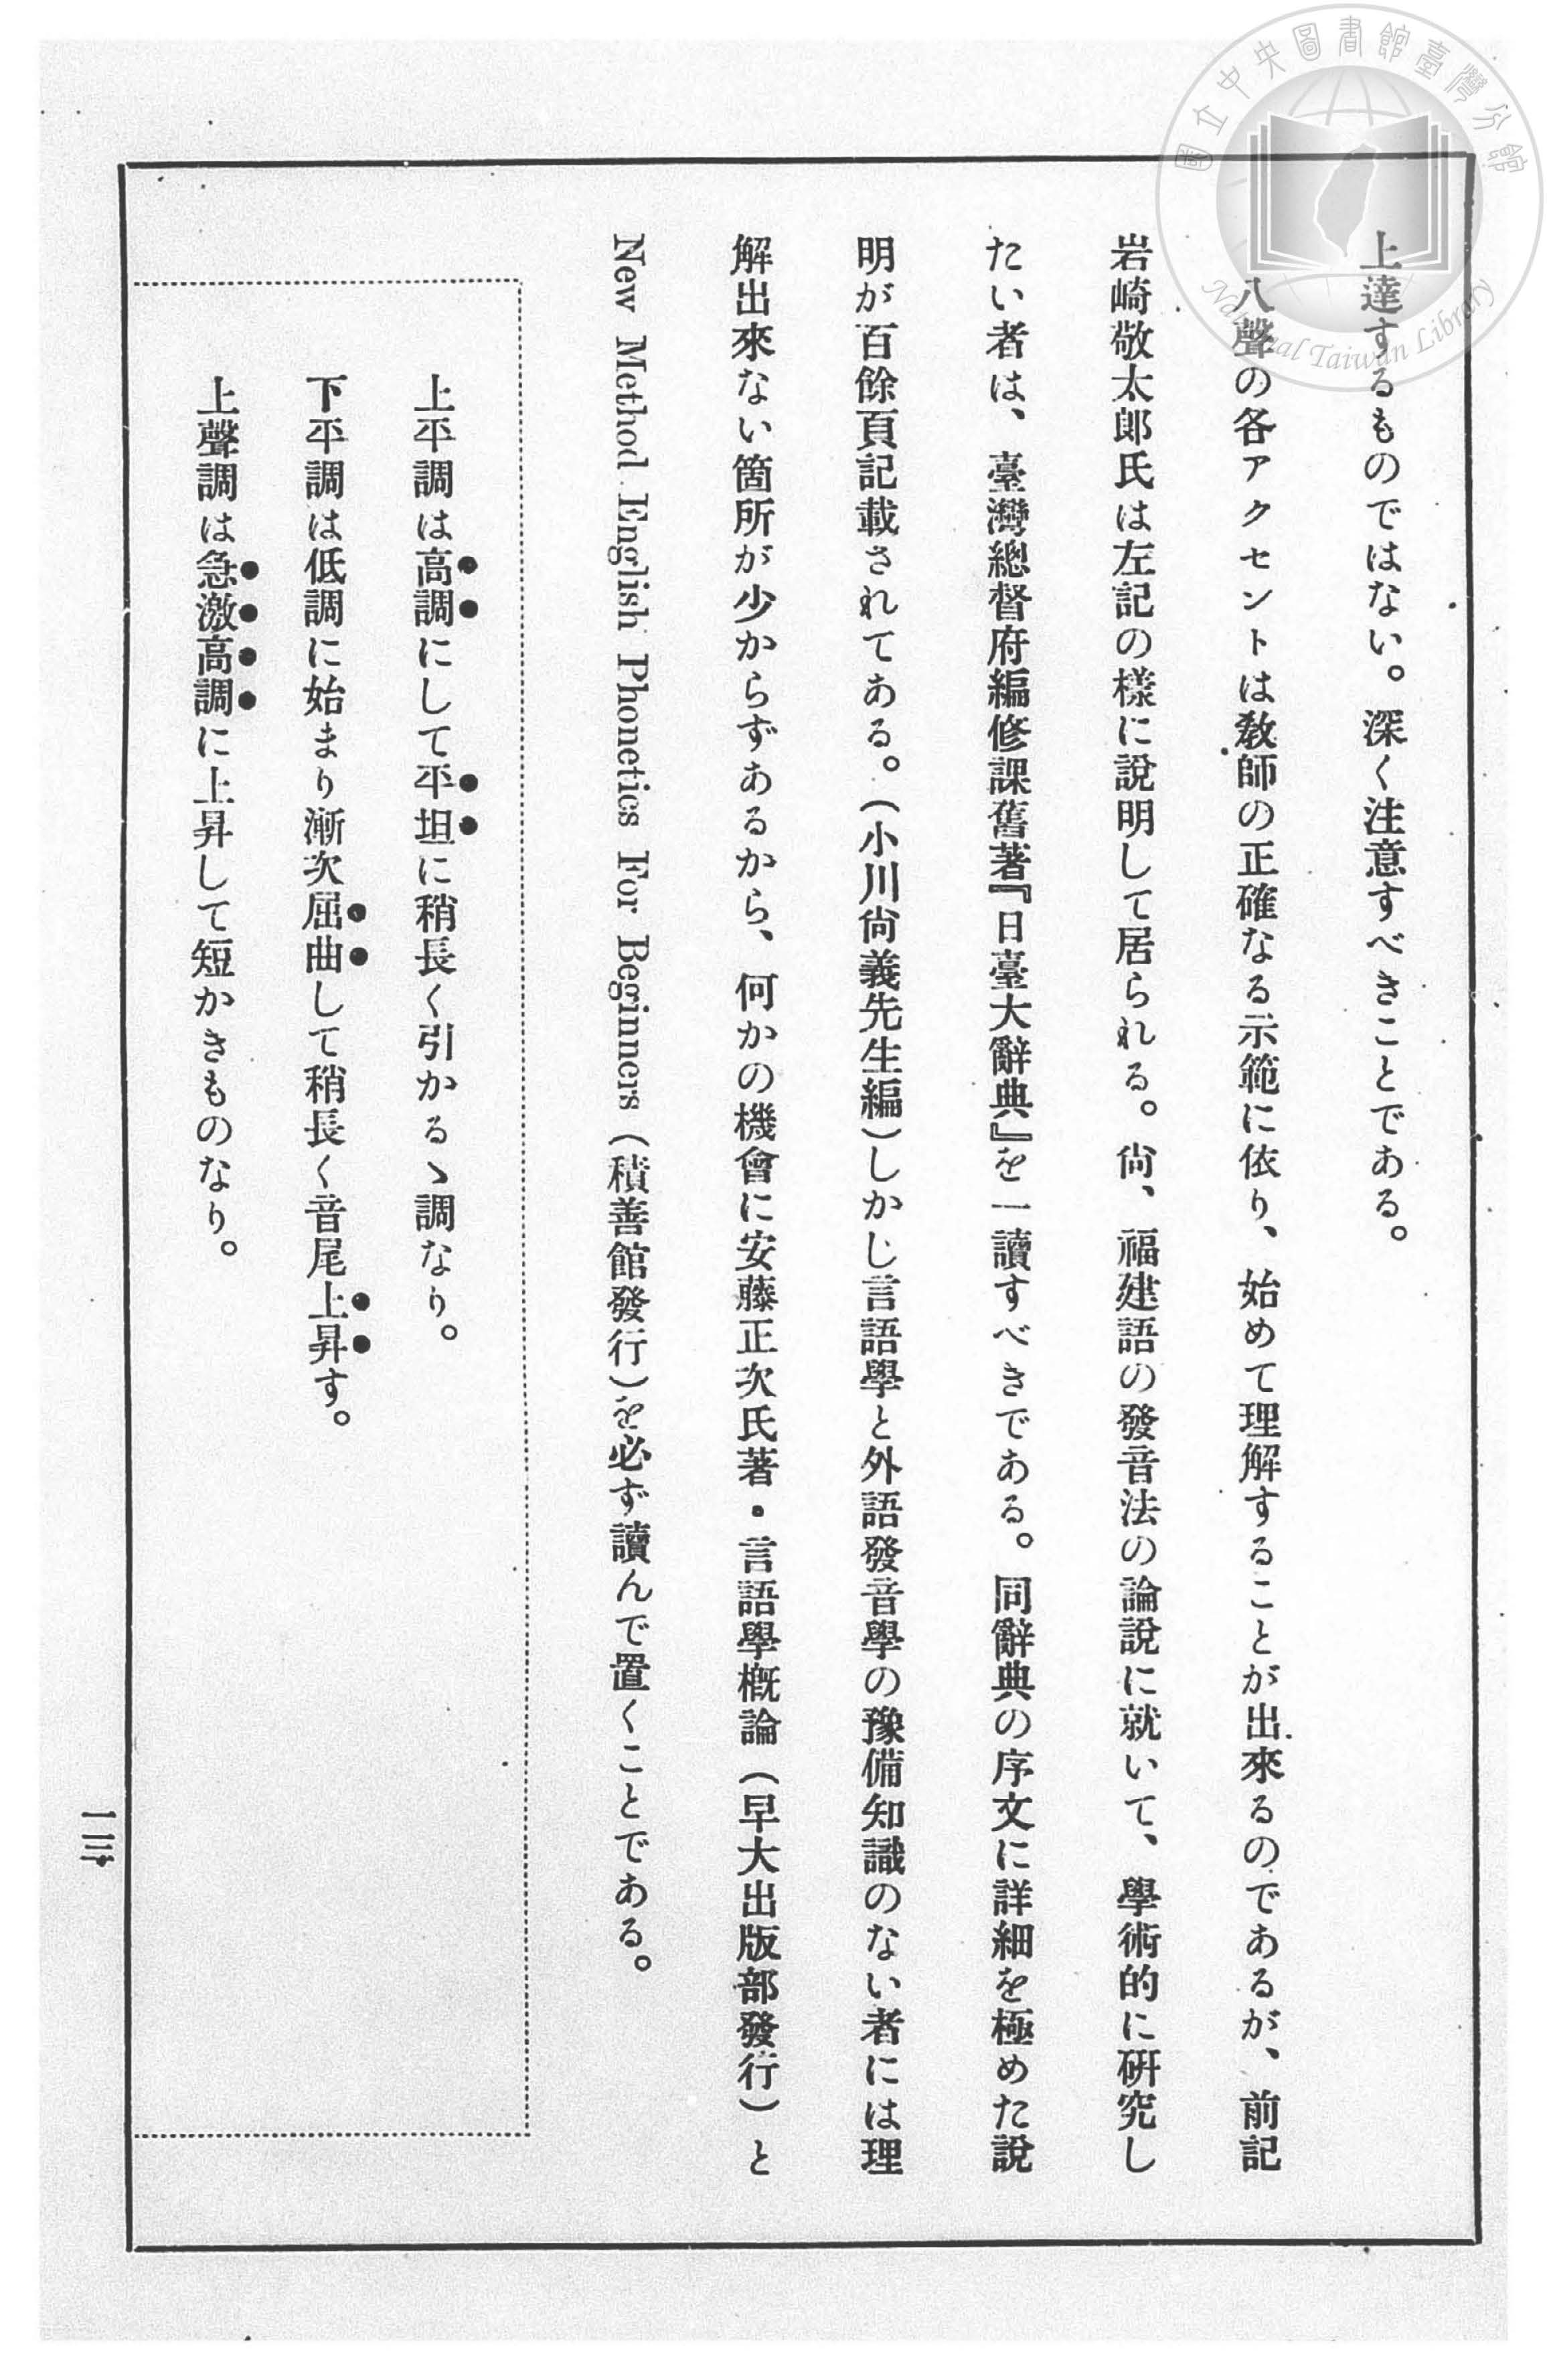 國立中央圖書館臺灣分館
National Taiwan Library
上達するものではない。深く注意すべきことである。
八聲の各アクセントは敎師の正確なる示範に依り、始めて理解することが出來るのであるが、前記
岩崎敬太郎氏は左記の樣に說明して居られる。尙、福建語の發音法の論說に就いて、學術的に硏究し
たい者は、臺灣總督府編修課舊著『日臺大辭典』を一讀すべきである。同辭典の序文に詳細を極めた說
明が百餘頁記載されてある。(小川尙義先生編)しかし言語學と外語發音學の豫備知識のない者には理
解出來ない箇所が少からずあるから、何かの機會に安藤正次氏著・言語學槪論(早大出版部發行)と
New Method English Phonetics For Beginners(積善館發行)を必ず讀んで置くことである。
上平調は高調にして平坦に稍長く引かるゝ調なり。
下平調は低調に始まり漸次屈曲して稍長く音尾上昇す。
上聲調は急激高調に上昇して短かきものなり。